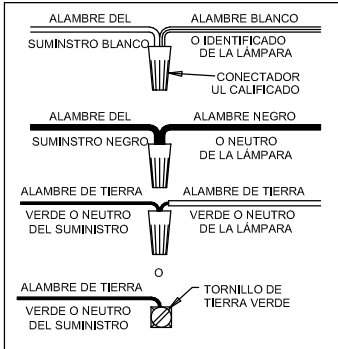 ALAMBRE DEL
SUMINSTRO BLANCO
ALAMBRE BLANCO
O IDENTIFICADO
DE LA LÁMPARA
CONECTADOR
UL CALIFICADO
ALAMBRE DEL
SUMINSTRO NEGRO
ALAMBRE NEGRO
O NEUTRO
DE LA LÁMPARA
ALAMBRE DE TIERRA
VERDE O NEUTRO
DEL SUMINISTRO
ALAMBRE DE TIERRA
VERDE O NEUTRO
DE LA LÁMPARA
O
ALAMBRE DE TIERRA
VERDE O NEUTRO
DEL SUMINISTRO
TORNILLO DE
TIERRA VERDE